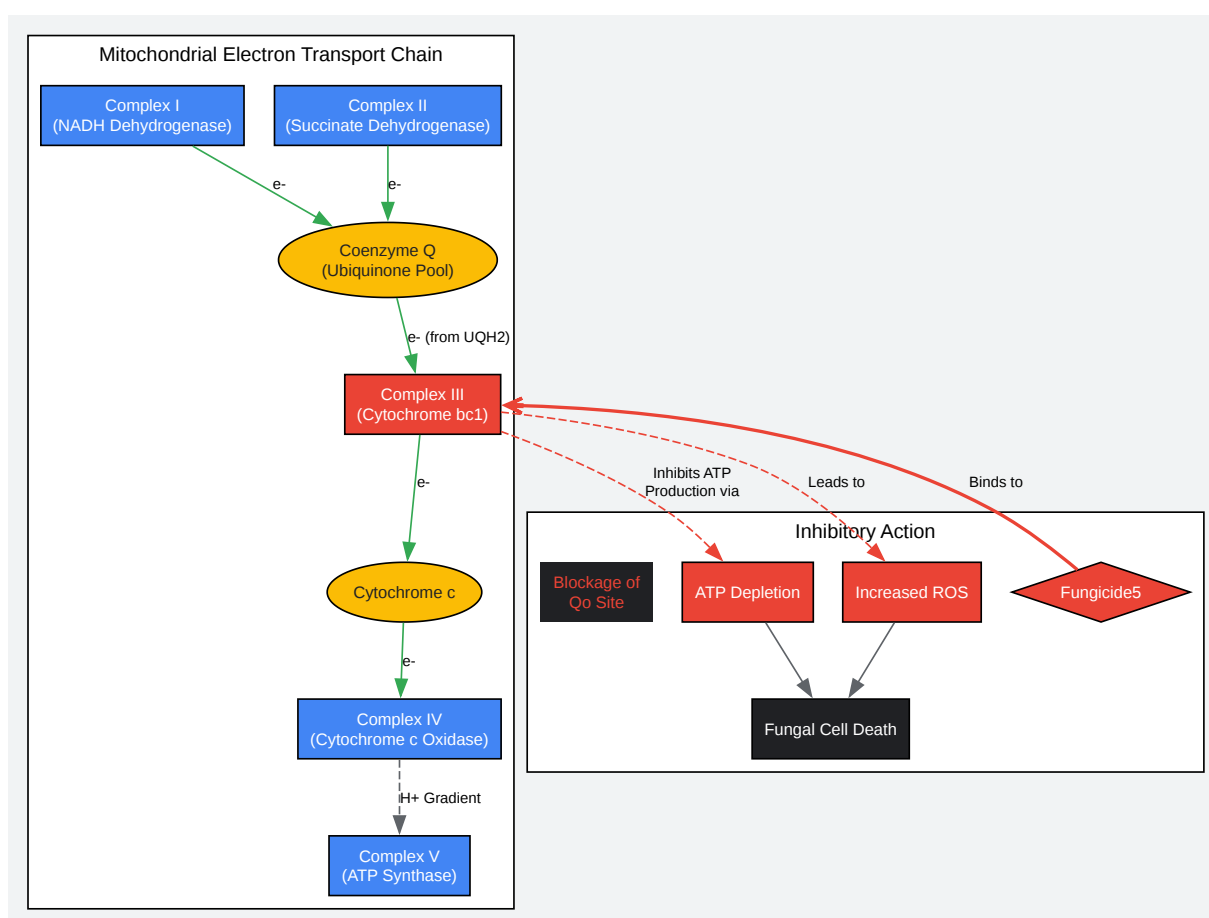 Mitochondrial Electron Transport Chain
Complex I
(NADH Dehydrogenase)
Complex II
(Succinate Dehydrogenase)
e-
e-
Coenzyme Q
(Ubiquinone Pool)
e- (from UQH2)
Complex III
(Cytochrome bc1)
e-
Cytochrome c
e-
Complex IV
(Cytochrome c Oxidase)
H+ Gradient
Complex V
(ATP Synthase)
Inhibits ATP
Production via
Leads to
Binds to
Inhibitory Action
Blockage of
Qo Site
ATP Depletion
Increased ROS
Fungicide5
Fungal Cell Death